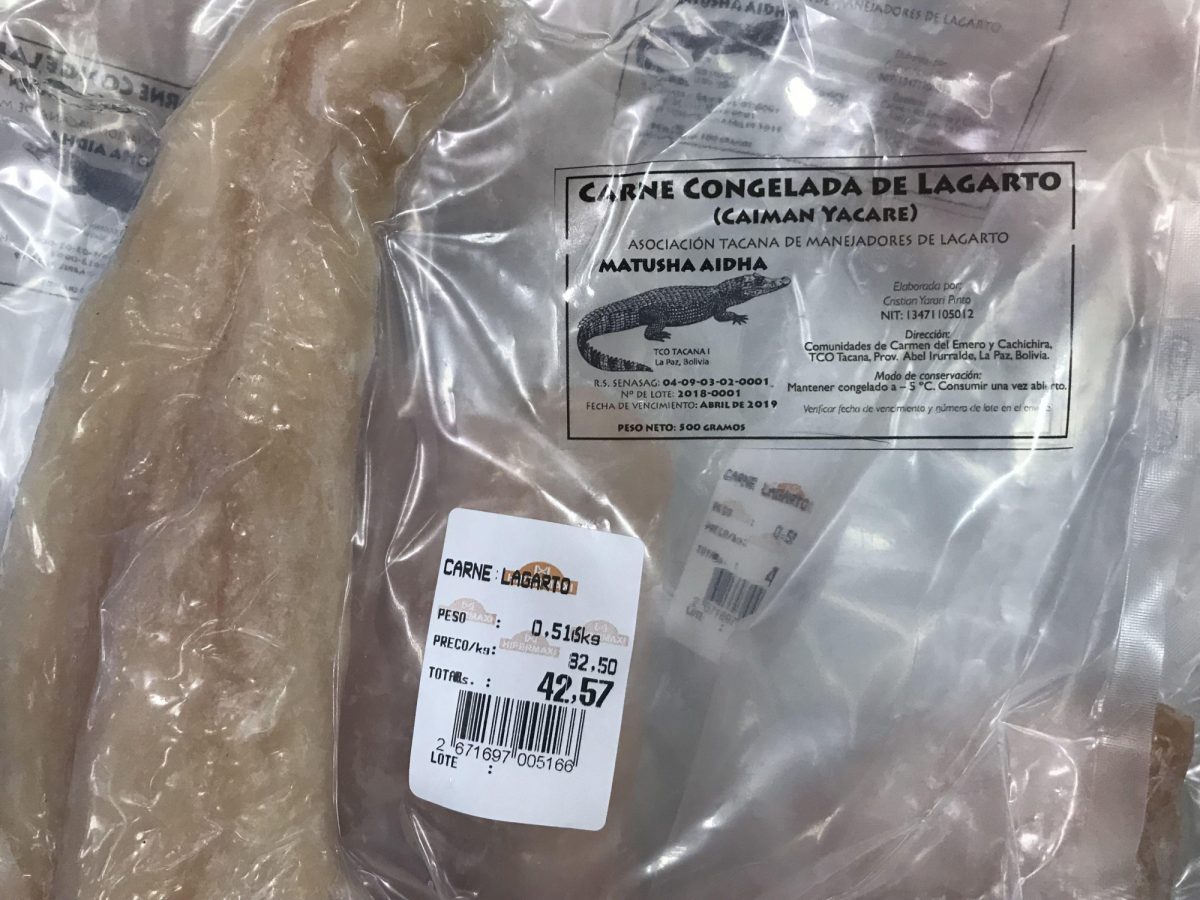 CARNE CONGELADA DE LAGARTO
(CAIMAN YACARE)
ASOCIACIÓN TACANA DE MANEJADORES DE LAGARTO
MATUSHA AIDHA
TCO TACANA I
La Paz, Bolivia
R.S. SENASAG: 04-09-03-02-0001
Nº DE LOTE: 2018-0001
FECHA DE VENCIMIENTO: ABRIL DE 2019
PESO NETO: 500 GRAMOS
Elaborada por:
Cristian Yarari Pinto
NIT: 13471105012
Dirección:
Comunidades de Carmen del Emero y Cachichira,
TCO Tacana, Prov. Abel Irurralde, La Paz, Bolivia.
Modo de conservación:
Mantener congelado a – 5 °C. Consumir una vez abierto.
Verificar fecha de vencimiento y número de lote en el envase
CARNE LAGARTO
PESO : 0,516kg
PRECO/kg: 82,50
TOTAL Bs. : 42,57
2 671697 005166
LOTE :
HIPERMAXI
CARNE LAGARTO